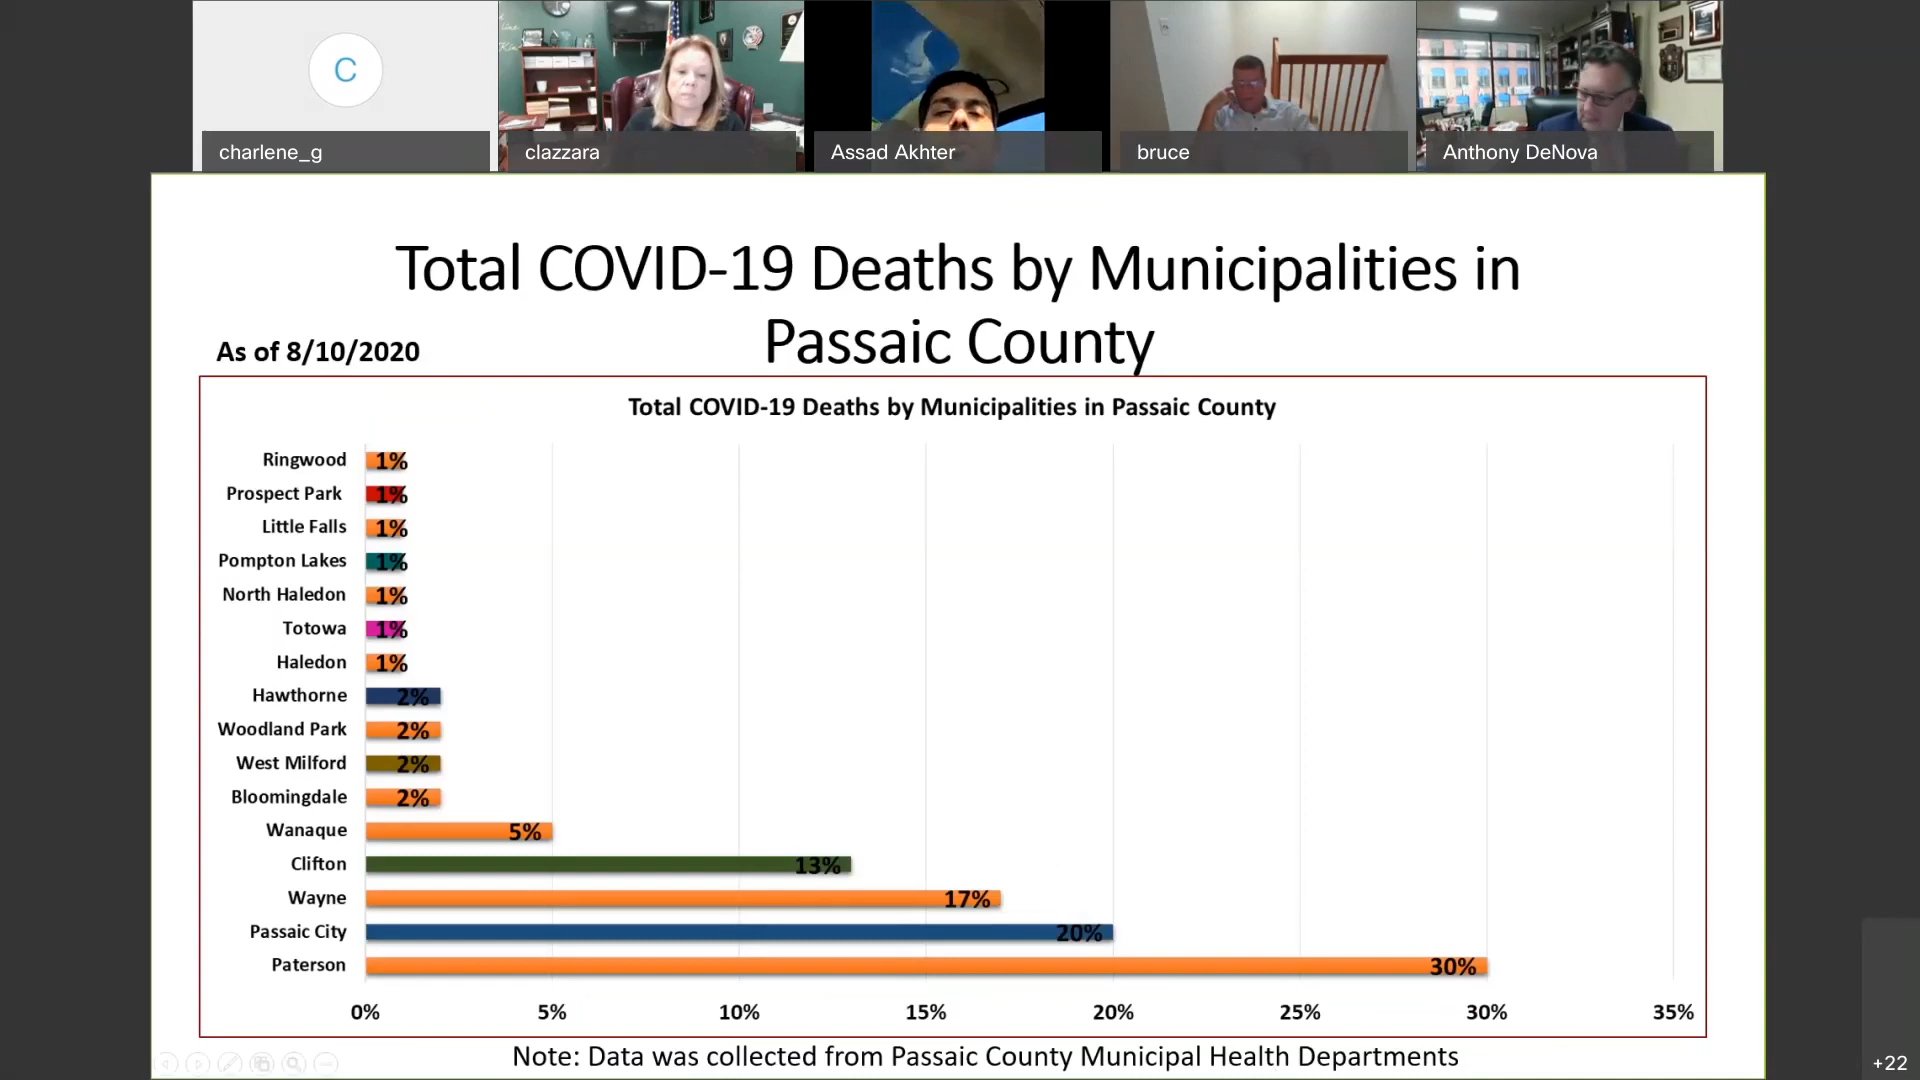 C
charlene_g
clazzara
Assad Akhter
bruce
Anthony DeNova
Total COVID-19 Deaths by Municipalities in
Passaic County
As of 8/10/2020
Total COVID-19 Deaths by Municipalities in Passaic County
Ringwood 1%
Prospect Park 1%
Little Falls 1%
Pompton Lakes 1%
North Haledon 1%
Totowa 1%
Haledon 1%
Hawthorne 2%
Woodland Park 2%
West Milford 2%
Bloomingdale 2%
Wanaque 5%
Clifton 13%
Wayne 17%
Passaic City 20%
Paterson 30%
0% 5% 10% 15% 20% 25% 30% 35%
Note: Data was collected from Passaic County Municipal Health Departments
+22